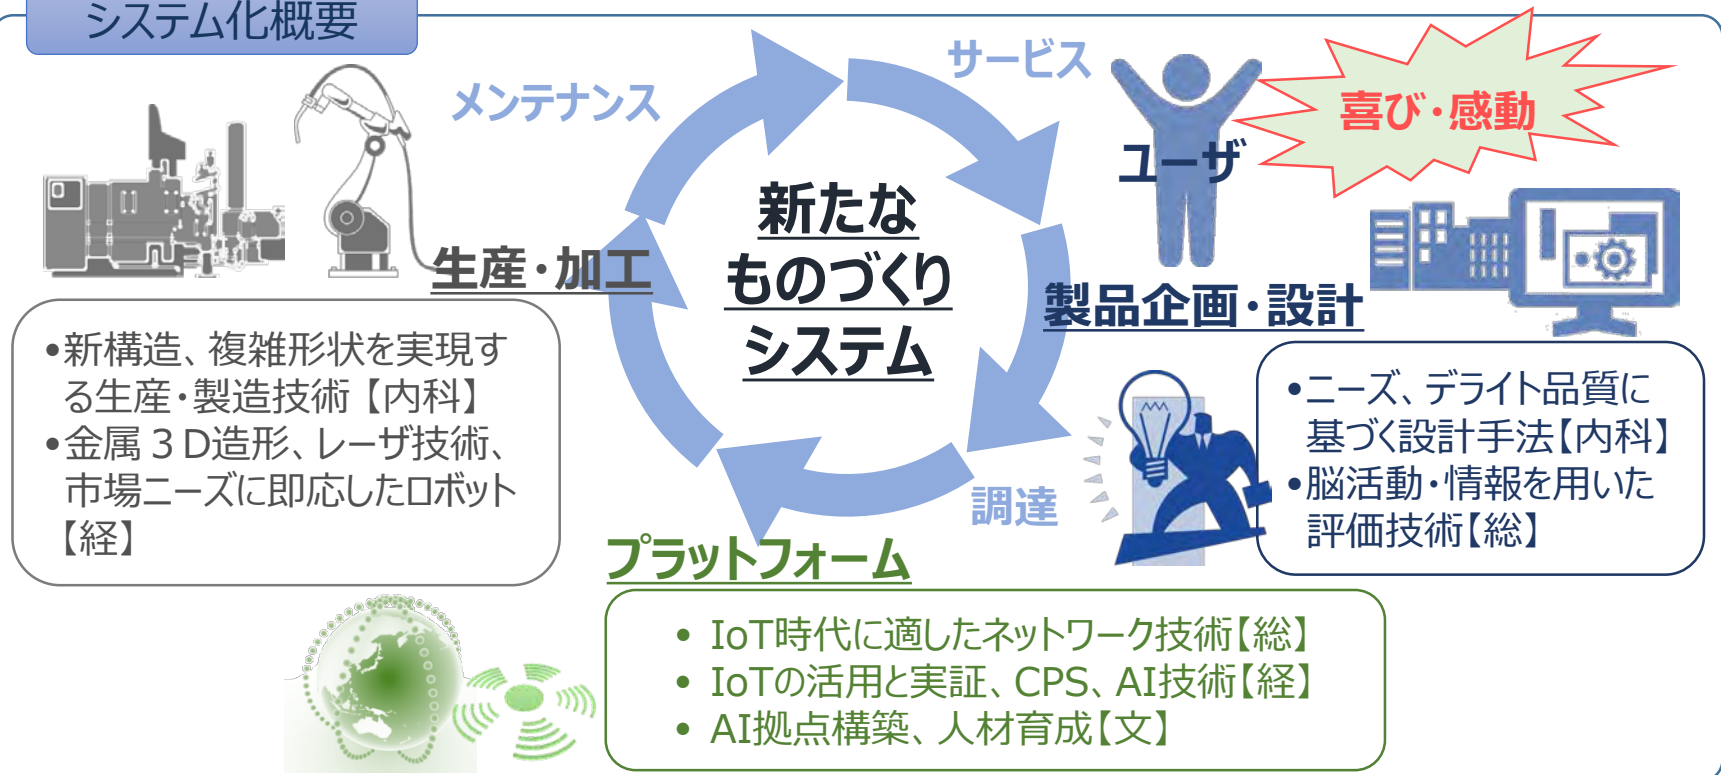 システム化概要
メンテナンス
サービス
ユーザ
喜び・感動
新たな
ものづくり
システム
生産・加工
製品企画・設計
•新構造、複雑形状を実現す
る生産・製造技術【内科】
•金属３Ｄ造形、レーザ技術、
市場ニーズに即応したロボット
【経】
•ニーズ、デライト品質に
基づく設計手法【内科】
•脳活動・情報を用いた
評価技術【総】
調達
プラットフォーム
• IoT時代に適したネットワーク技術【総】
• IoTの活用と実証、CPS、AI技術【経】
• AI拠点構築、人材育成【文】